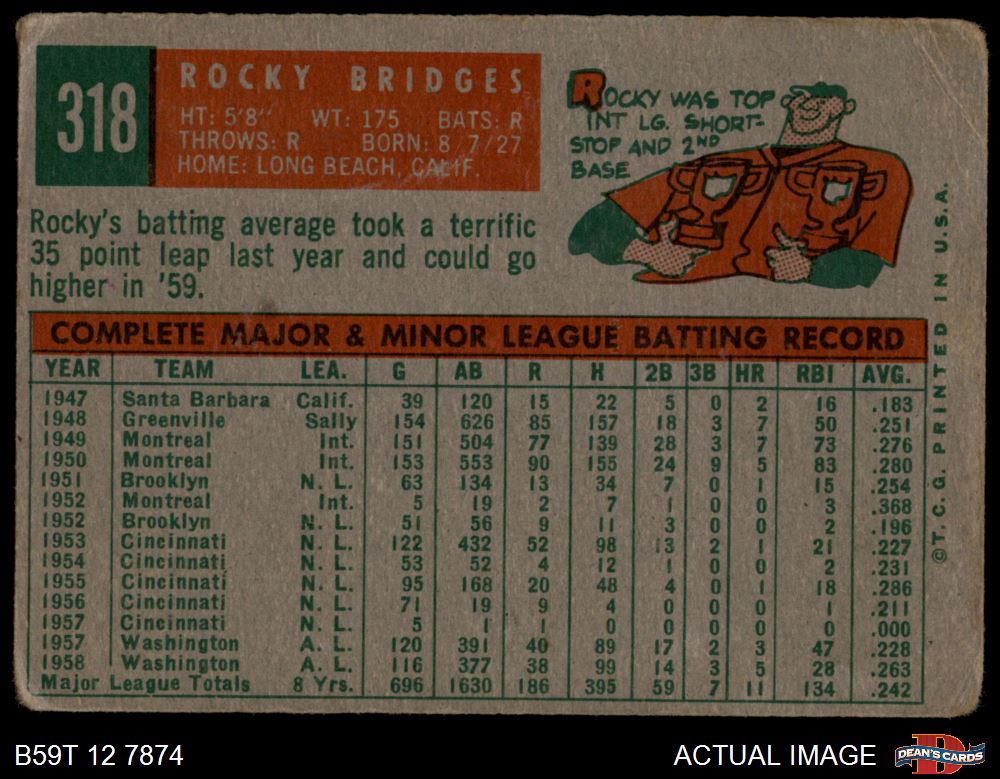 318
ROCKY BRIDGES
HT: 5'8" WT: 175 BATS: R
THROWS: R BORN: 8/7/27
HOME: LONG BEACH, CALIF.
ROCKY WAS TOP
INT LG. SHORT-
STOP AND 2ND
BASE
Rocky's batting average took a terrific
35 point leap last year and could go
higher in '59.
COMPLETE MAJOR & MINOR LEAGUE BATTING RECORD
YEAR TEAM LEA. G AB R H 2B 3B HR RBI AVG.
1947 Santa Barbara Calif. 39 120 15 22 5 0 2 16 .183
1948 Greenville Sally 154 626 85 157 18 3 7 50 .251
1949 Montreal Int. 151 504 77 139 28 3 7 73 .276
1950 Montreal Int. 153 553 90 155 24 9 5 83 .280
1951 Brooklyn N. L. 63 134 13 34 7 0 1 15 .254
1952 Montreal Int. 5 19 2 7 1 0 0 3 .368
1952 Brooklyn N. L. 51 56 9 11 3 0 0 2 .196
1953 Cincinnati N. L. 122 432 52 98 13 2 1 21 .227
1954 Cincinnati N. L. 53 52 4 12 1 0 0 2 .231
1955 Cincinnati N. L. 95 168 20 48 4 0 1 18 .286
1956 Cincinnati N. L. 71 19 9 4 0 0 0 1 .211
1957 Cincinnati N. L. 5 1 1 0 0 0 0 0 .000
1957 Washington A. L. 120 391 40 89 17 2 3 47 .228
1958 Washington A. L. 116 377 38 99 14 3 5 28 .263
Major League Totals 8 Yrs. 696 1630 186 395 59 7 11 134 .242
©T. C. G. PRINTED IN U.S.A.
B59T 12 7874
ACTUAL IMAGE
DEAN'S CARDS